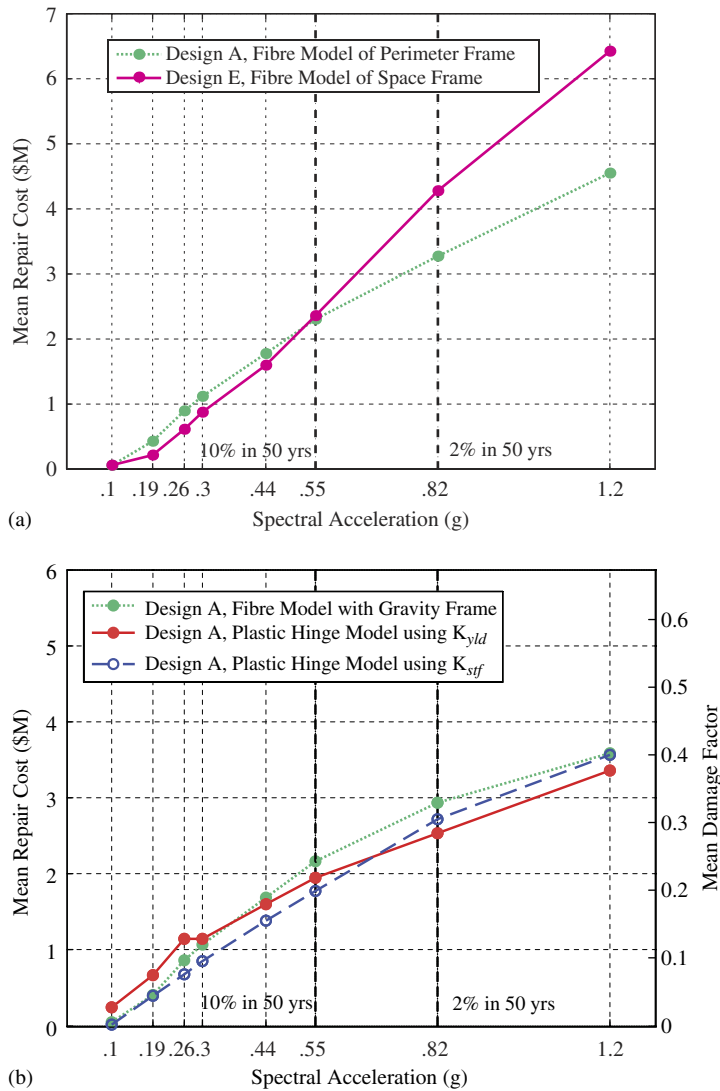 7
6
5
4
3
2
1
0
Mean Repair Cost ($M)
Design A, Fibre Model of Perimeter Frame
Design E, Fibre Model of Space Frame
10% in 50 yrs
2% in 50 yrs
.1 .19 .26 .3 .44 .55 .82 1.2
(a) Spectral Acceleration (g)
6
5
4
3
2
1
0
Mean Repair Cost ($M)
Design A, Fibre Model with Gravity Frame
Design A, Plastic Hinge Model using Kyld
Design A, Plastic Hinge Model using Kstf
10% in 50 yrs
2% in 50 yrs
0.6
0.5
0.4
0.3
0.2
0.1
0
Mean Damage Factor
.1 .19 .26 .3 .44 .55 .82 1.2
(b) Spectral Acceleration (g)